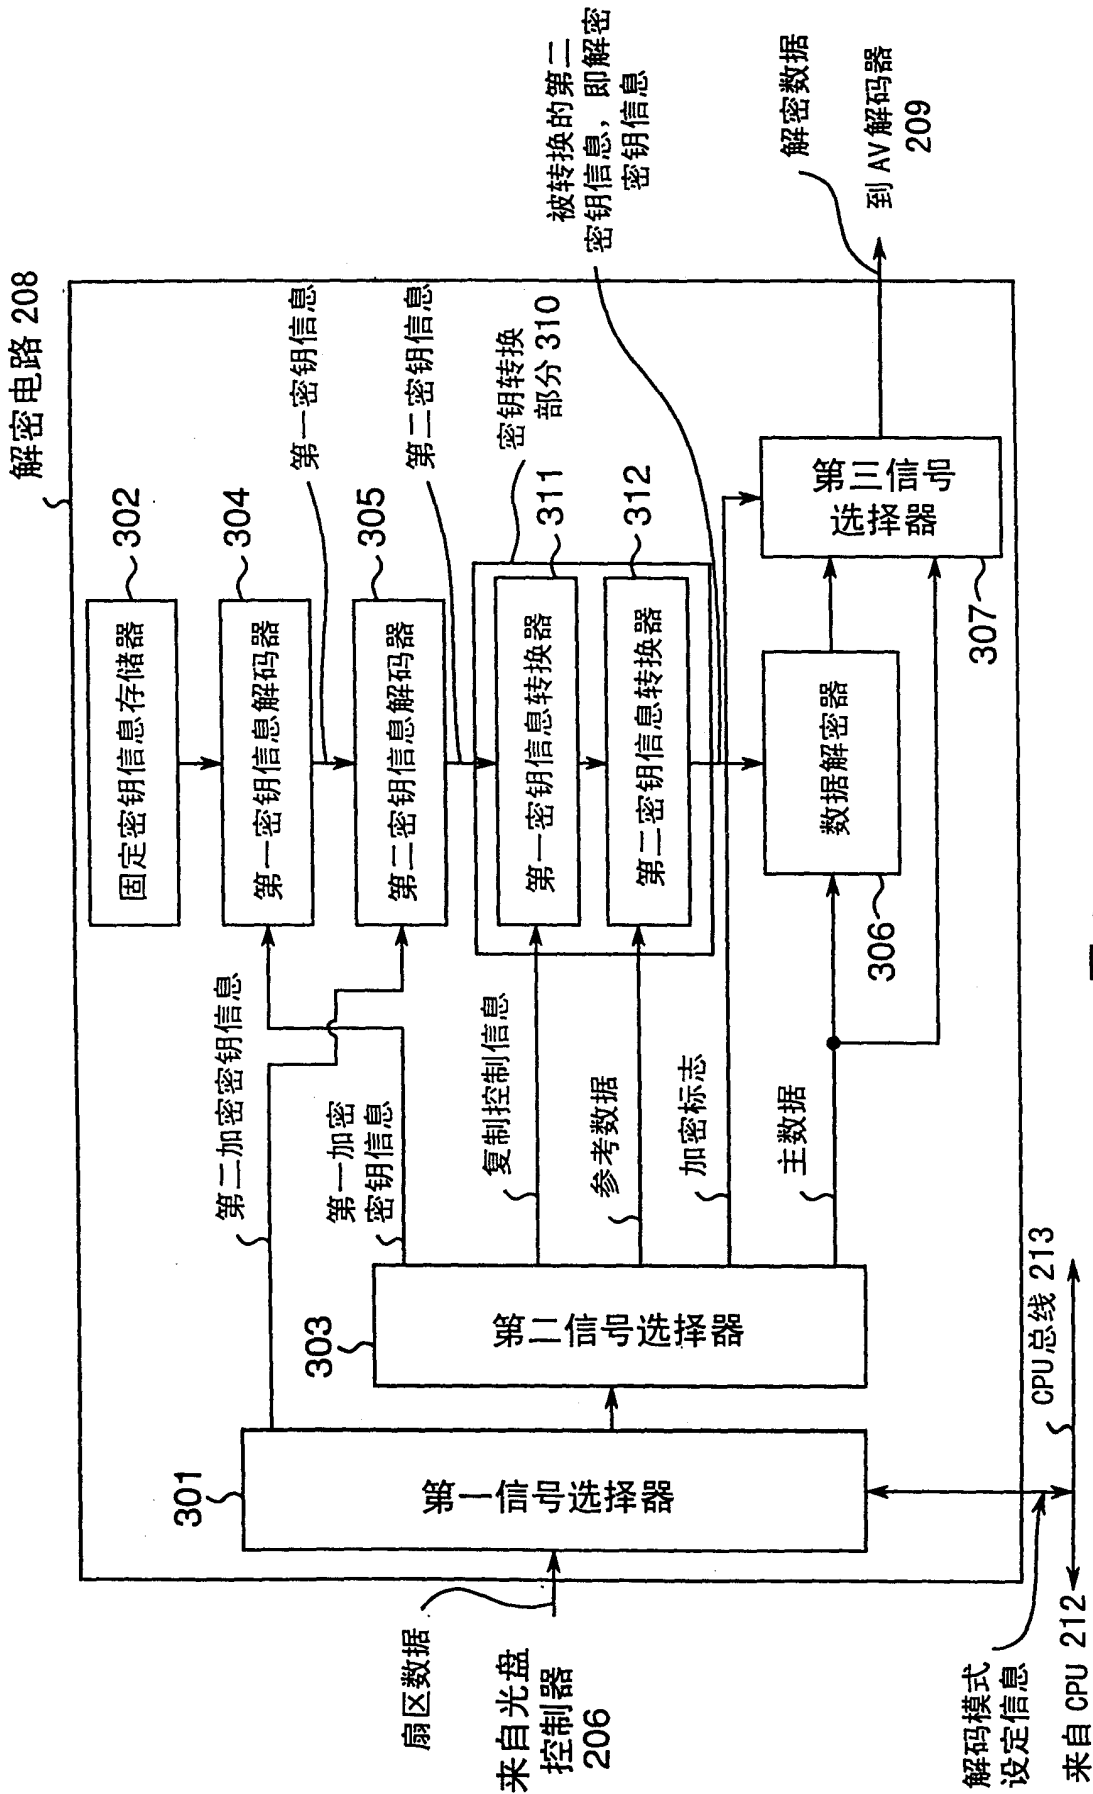 解密电路 208
固定密钥信息存储器
302
第一密钥信息解码器
304
第一密钥信息
第二密钥信息解码器
305
第二密钥信息
密钥转换
部分 310
第一密钥信息转换器
311
第二密钥信息转换器
312
被转换的第二
密钥信息，即解密
密钥信息
第二加密密钥信息
第一加密
密钥信息
复制控制信息
参考数据
加密标志
主数据
数据解密器
306
第三信号
选择器
307
解密数据
到 AV 解码器
209
303
第二信号选择器
301
第一信号选择器
扇区数据
来自光盘
控制器
206
CPU 总线 213
解码模式
设定信息
来自 CPU 212